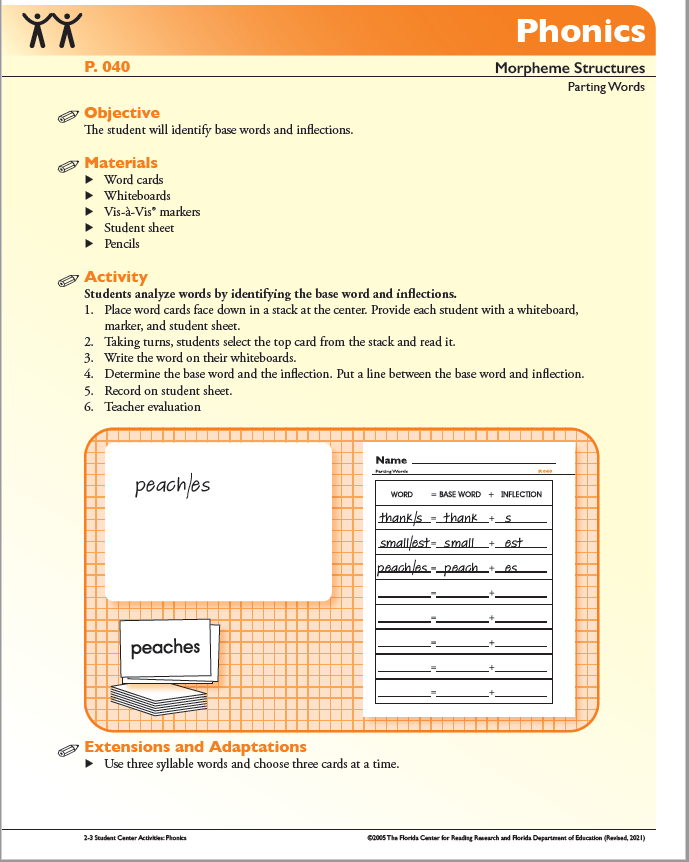 Phonics
P. 040
Morpheme Structures
Parting Words
Objective
The student will identify base words and inflections.
Materials
▶ Word cards
▶ Whiteboards
▶ Vis-à-Vis® markers
▶ Student sheet
▶ Pencils
Activity
Students analyze words by identifying the base word and inflections.
1. Place word cards face down in a stack at the center. Provide each student with a whiteboard,
marker, and student sheet.
2. Taking turns, students select the top card from the stack and read it.
3. Write the word on their whiteboards.
4. Determine the base word and the inflection. Put a line between the base word and inflection.
5. Record on student sheet.
6. Teacher evaluation
peach/es
peaches
Name
Parting Words P. 040
WORD = BASE WORD + INFLECTION
thank/s = thank + s
small/est = small + est
peach/es = peach + es
= +
= +
= +
= +
= +
Extensions and Adaptations
▶ Use three syllable words and choose three cards at a time.
2-3 Student Center Activities: Phonics
©2005 The Florida Center for Reading Research and Florida Department of Education (Revised, 2021)